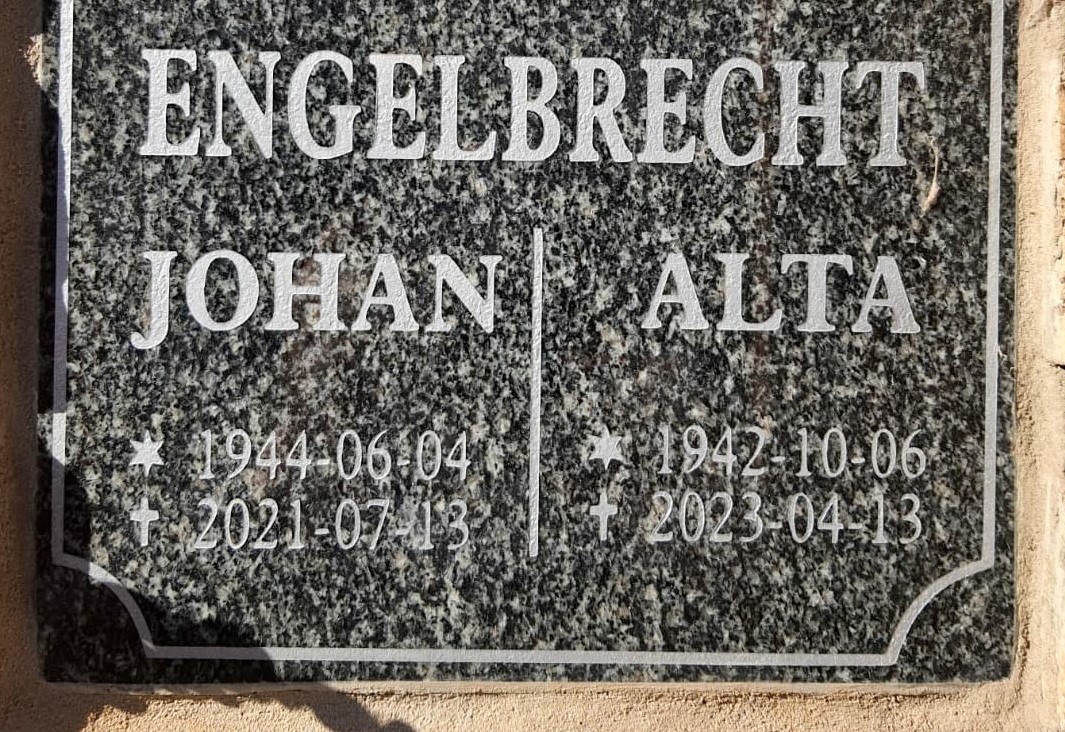 ENGELBRECHT
JOHAN
1944-06-04
2021-07-13
ALTA
1942-10-06
2023-04-13